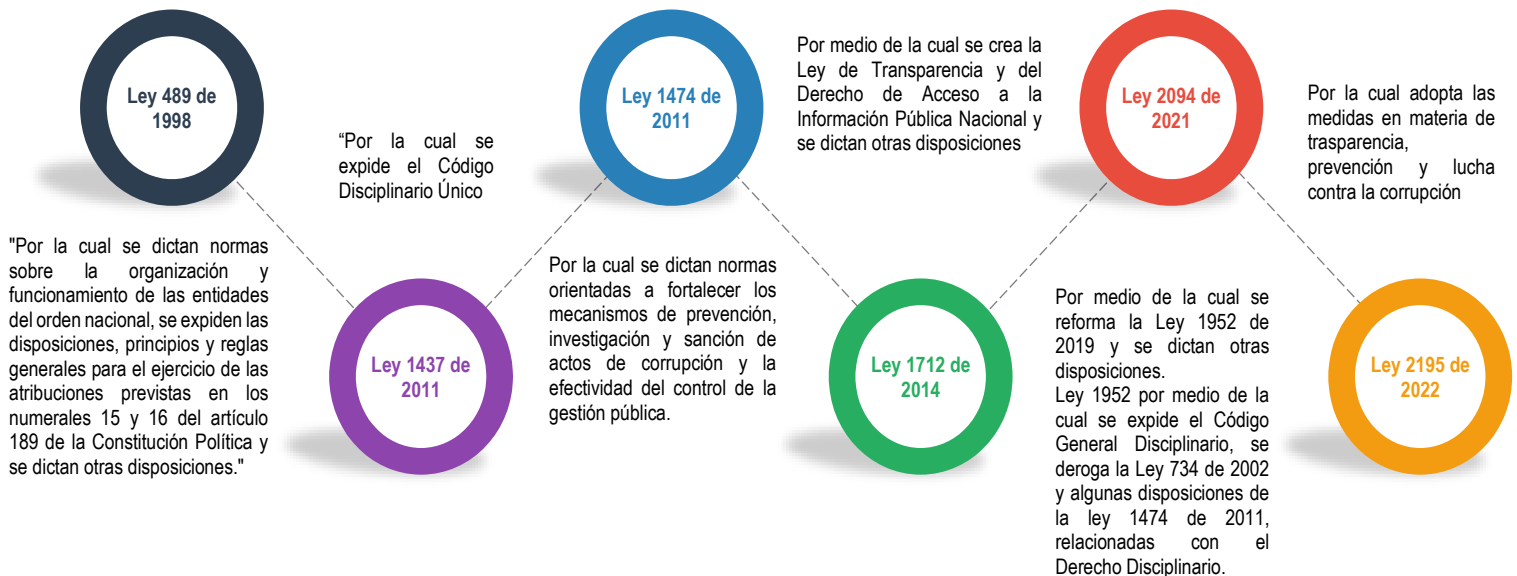 Ley 489 de
1998
"Por la cual se dictan normas
sobre la organización y
funcionamiento de las entidades
del orden nacional, se expiden las
disposiciones, principios y reglas
generales para el ejercicio de las
atribuciones previstas en los
numerales 15 y 16 del artículo
189 de la Constitución Política y
se dictan otras disposiciones."
“Por la cual se
expide el Código
Disciplinario Único
Ley 1437 de
2011
Ley 1474 de
2011
Por la cual se dictan normas
orientadas a fortalecer los
mecanismos de prevención,
investigación y sanción de
actos de corrupción y la
efectividad del control de la
gestión pública.
Por medio de la cual se crea la
Ley de Transparencia y del
Derecho de Acceso a la
Información Pública Nacional y
se dictan otras disposiciones
Ley 1712 de
2014
Ley 2094 de
2021
Por medio de la cual se
reforma la Ley 1952 de
2019 y se dictan otras
disposiciones.
Ley 1952 por medio de la
cual se expide el Código
General Disciplinario, se
deroga la Ley 734 de 2002
y algunas disposiciones de
la ley 1474 de 2011,
relacionadas con el
Derecho Disciplinario.
Por la cual adopta las
medidas en materia de
trasparencia,
prevención y lucha
contra la corrupción
Ley 2195 de
2022